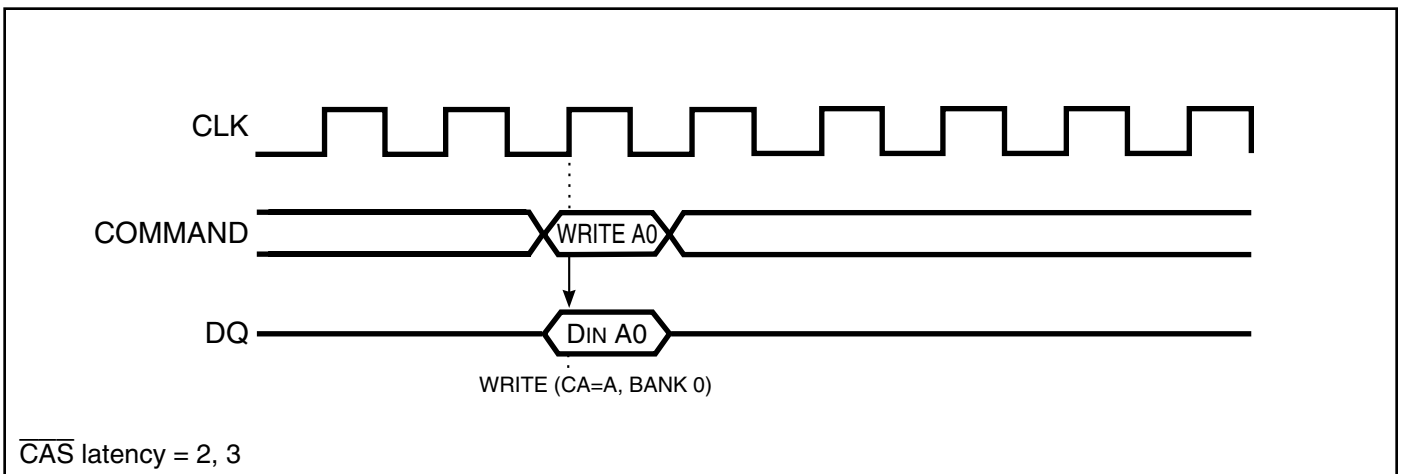 CLK
COMMAND
WRITE A0
DQ
DIN A0
WRITE (CA=A, BANK 0)
CAS latency = 2, 3